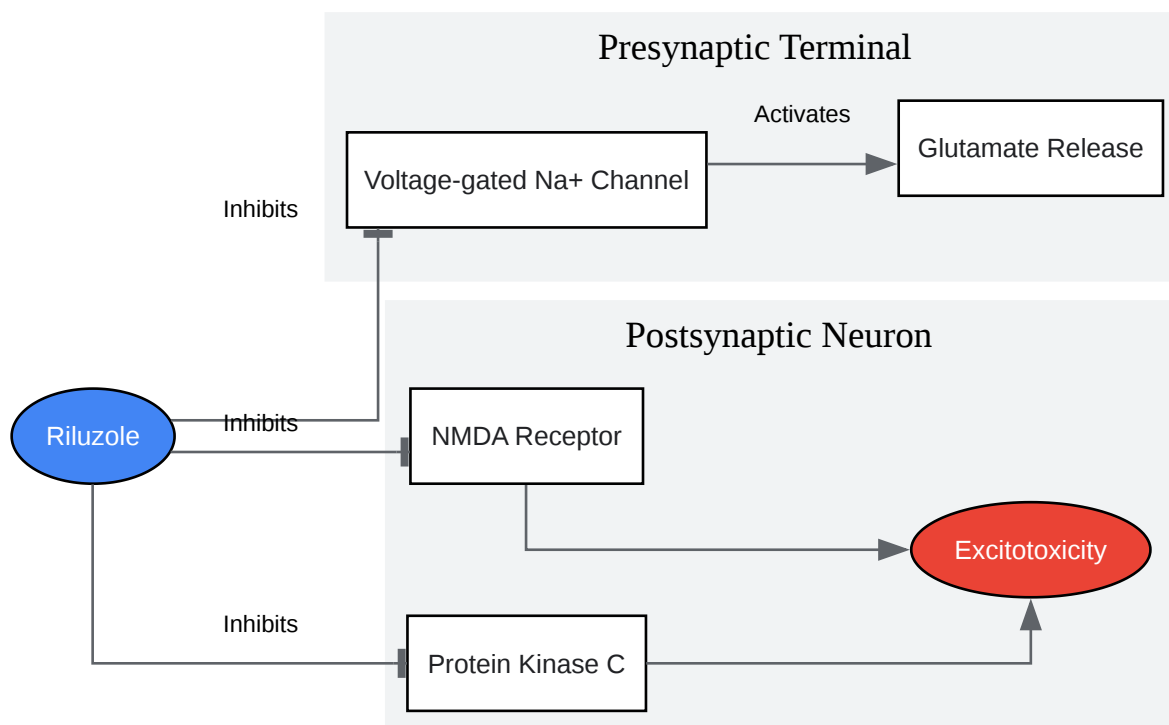 Presynaptic Terminal
Activates
Glutamate Release
Voltage-gated Na+ Channel
Inhibits
Postsynaptic Neuron
Riluzole
Inhibits
NMDA Receptor
Excitotoxicity
Inhibits
Protein Kinase C